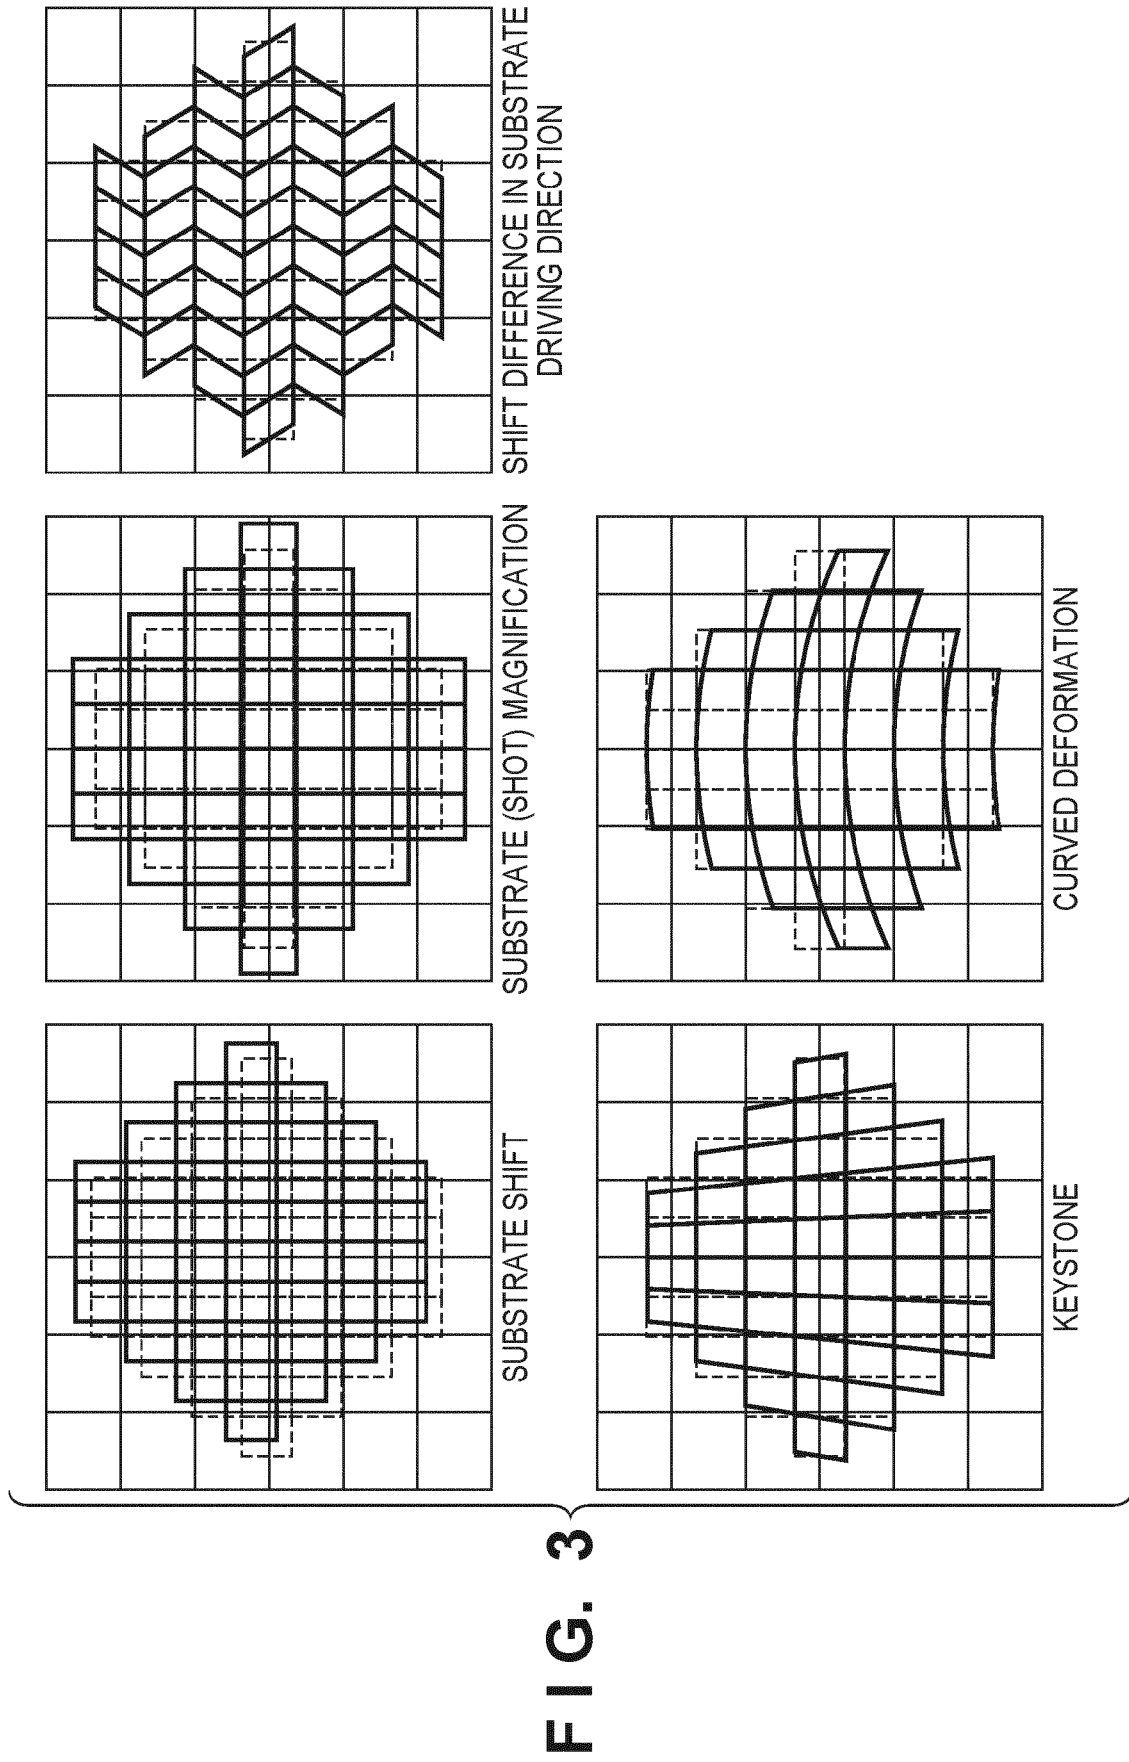 FIG. 3
SUBSTRATE SHIFT
SUBSTRATE (SHOT) MAGNIFICATION
SHIFT DIFFERENCE IN SUBSTRATE
DRIVING DIRECTION
KEYSTONE
CURVED DEFORMATION